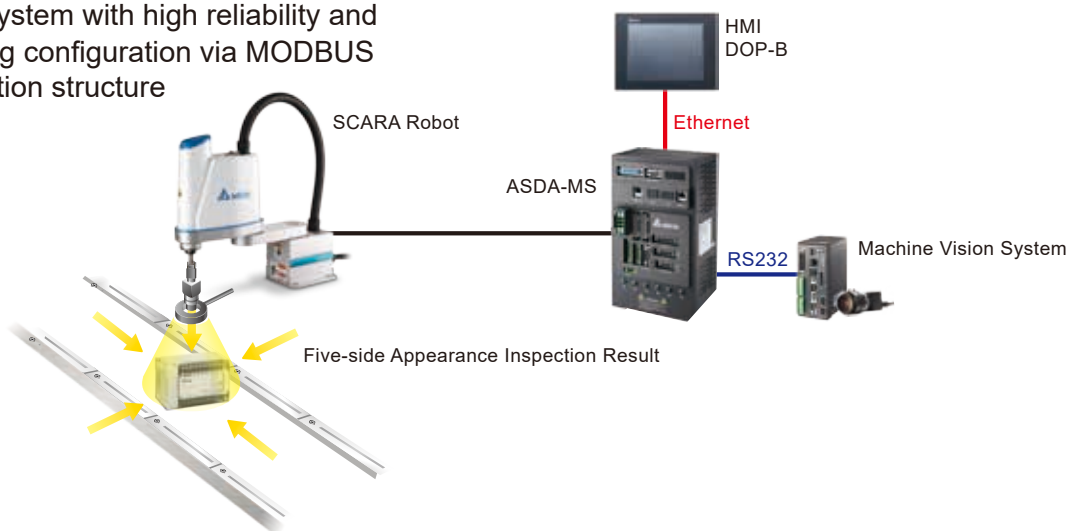 ystem with high reliability and
g configuration via MODBUS
tion structure
HMI
DOP-B
SCARA Robot
Ethernet
ASDA-MS
RS232
Machine Vision System
Five-side Appearance Inspection Result